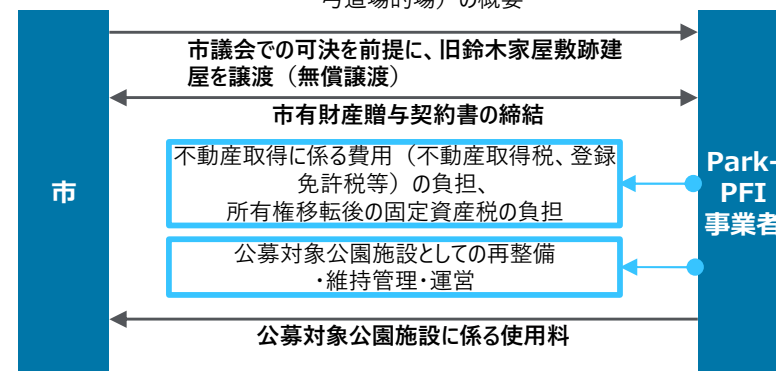 弓道場的場）の概要
市議会での可決を前提に、旧鈴木家屋敷跡建
屋を譲渡（無償譲渡）
市有財産贈与契約書の締結
不動産取得に係る費用（不動産取得税、登録
免許税等）の負担、
所有権移転後の固定資産税の負担
市
Park-
PFI
事業者
公募対象公園施設としての再整備
・維持管理・運営
公募対象公園施設に係る使用料